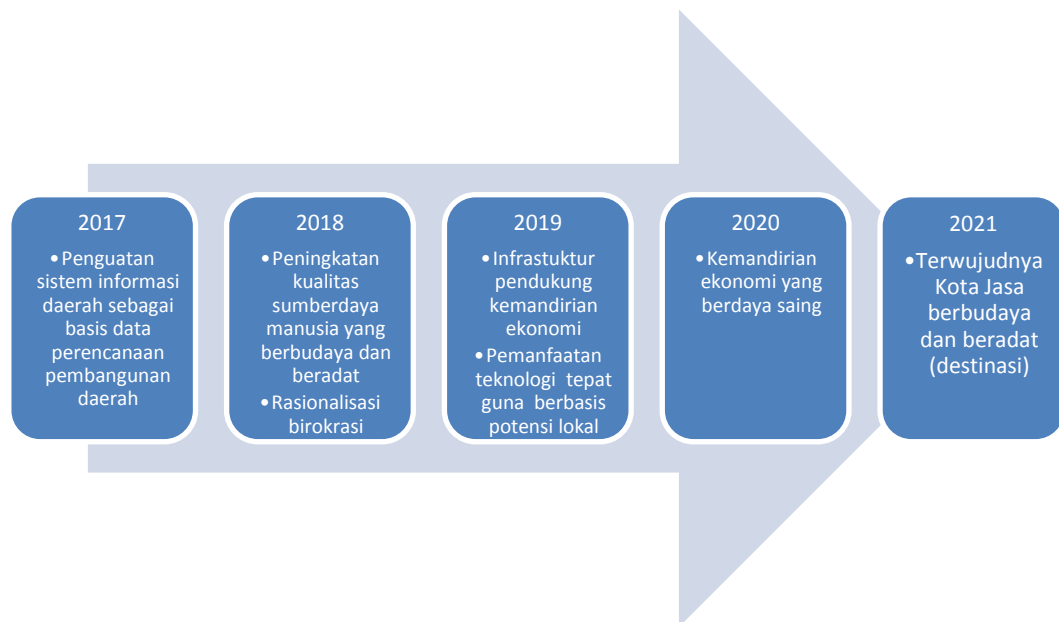 2017
•Penguatan
sistem informasi
daerah sebagai
basis data
perencanaan
pembangunan
daerah
2018
•Peningkatan
kualitas
sumberdaya
manusia yang
berbudaya dan
beradat
•Rasionalisasi
birokrasi
2019
•Infrastuktur
pendukung
kemandirian
ekonomi
•Pemanfaatan
teknologi tepat
guna berbasis
potensi lokal
2020
•Kemandirian
ekonomi yang
berdaya saing
2021
•Terwujudnya
Kota Jasa
berbudaya
dan beradat
(destinasi)